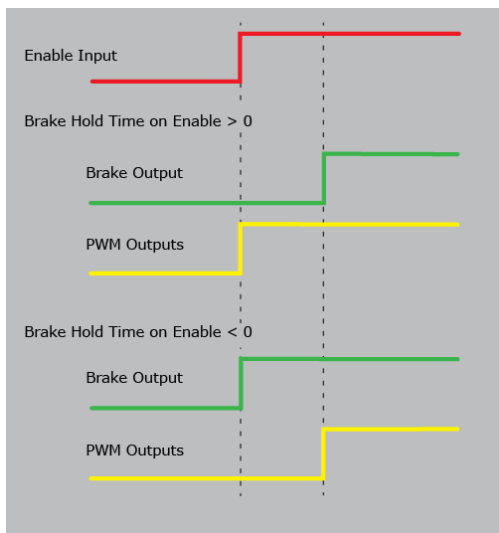 Enable Input
Brake Hold Time on Enable > 0
Brake Output
PWM Outputs
Brake Hold Time on Enable < 0
Brake Output
PWM Outputs